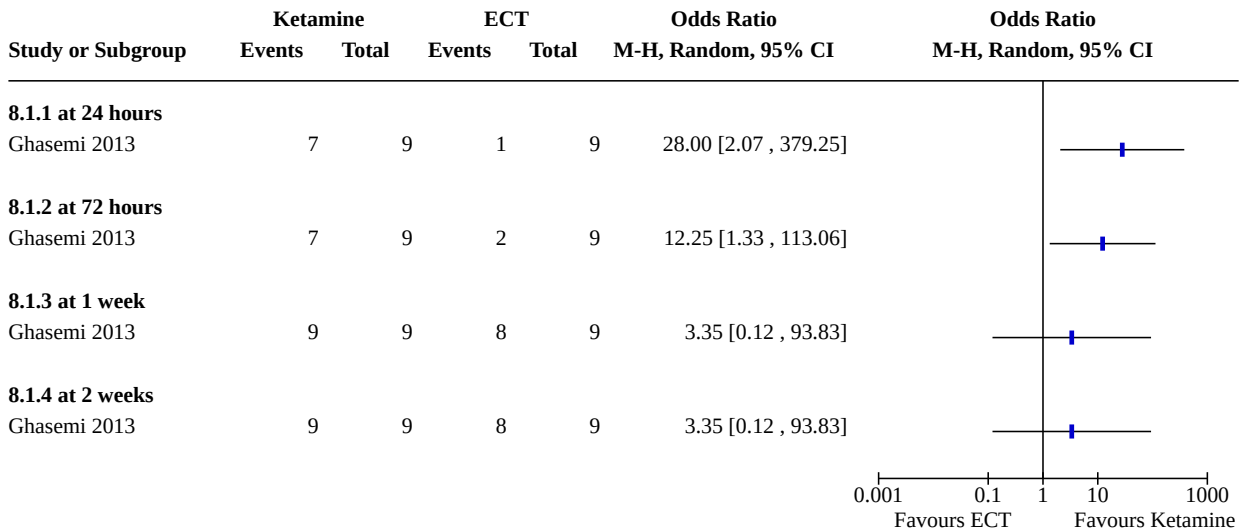 Ketamine ECT Odds Ratio Odds Ratio
Study or Subgroup Events Total Events Total M-H, Random, 95% CI M-H, Random, 95% CI
8.1.1 at 24 hours
Ghasemi 2013 7 9 1 9 28.00 [2.07 , 379.25]
8.1.2 at 72 hours
Ghasemi 2013 7 9 2 9 12.25 [1.33 , 113.06]
8.1.3 at 1 week
Ghasemi 2013 9 9 8 9 3.35 [0.12 , 93.83]
8.1.4 at 2 weeks
Ghasemi 2013 9 9 8 9 3.35 [0.12 , 93.83]
0.001 0.1 1 10 1000
Favours ECT Favours Ketamine